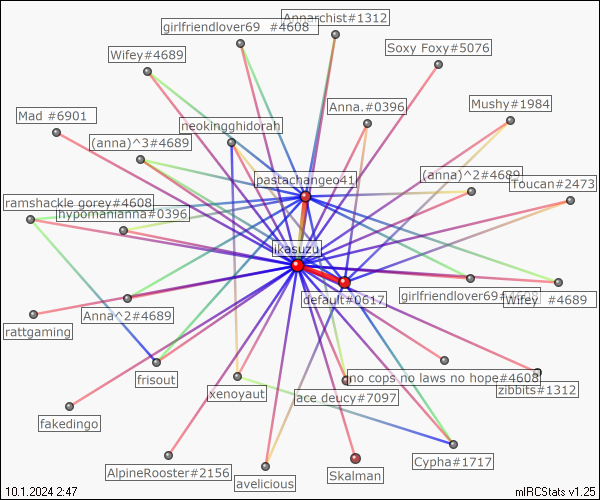 Annarchist#1312
girlfriendlover69 #4608
Soxy Foxy#5076
Wifey#4689
Mushy#1984
Anna.#0396
Mad #6901
neokingghidorah
(anna)^3#4689
pastachangeo41
(anna)^2#4689
Toucan#2473
ramshackle gorey#4608
hypomanianna#0396
ikasuzu
default#0617
girlfriendlover69#4608
Wifey #4689
Anna^2#4689
rattgaming
frisout
no cops no laws no hope#4608
zibbits#1312
xenoyaut
ace deucy#7097
fakedingo
Cypha#1717
AlpineRooster#2156
Skalman
avelicious
10.1.2024 2:47
mIRCStats v1.25